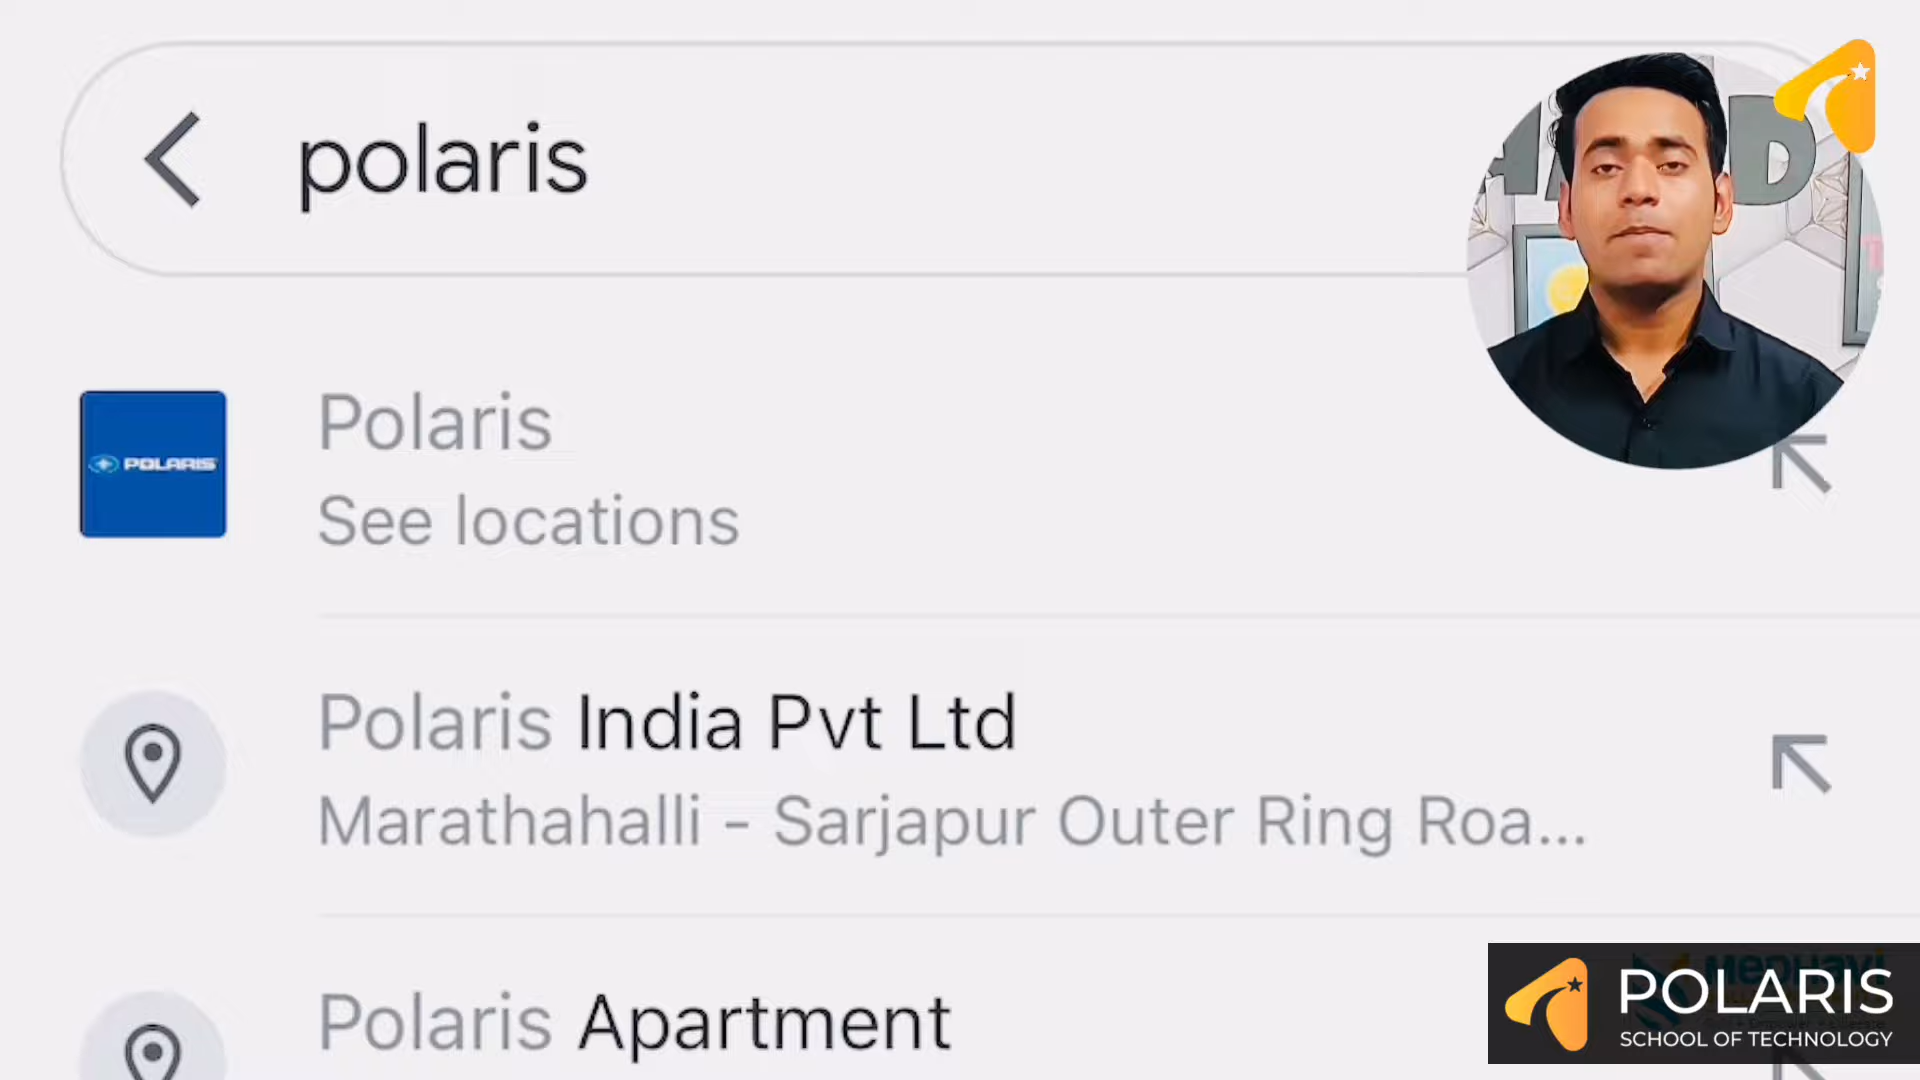 polaris
POLARIS
Polaris
See locations
Polaris India Pvt Ltd
Marathahalli - Sarjapur Outer Ring Roa...
Polaris Apartment
POLARIS
SCHOOL OF TECHNOLOGY